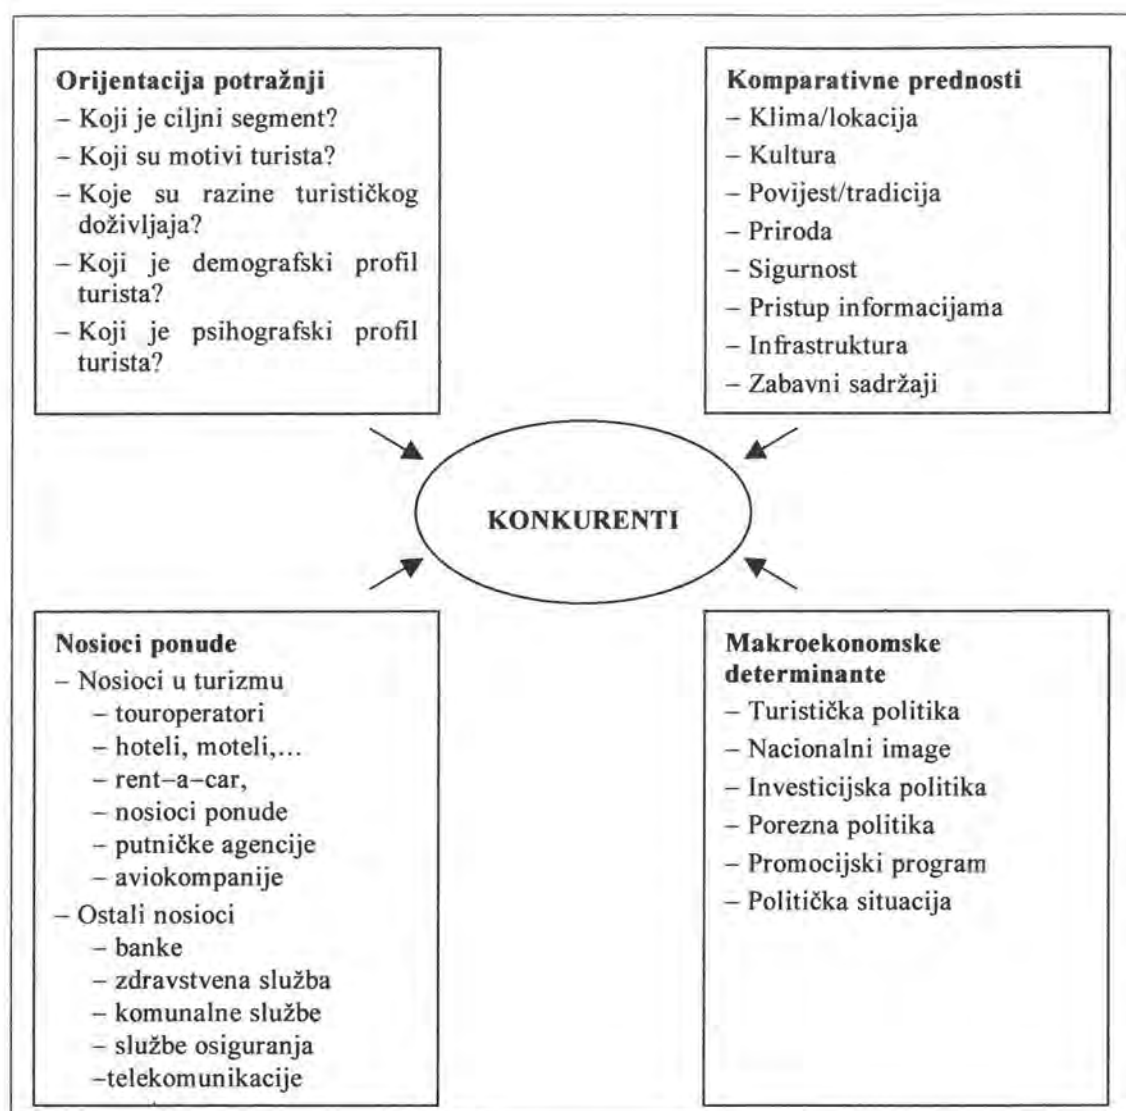 Orijentacija potražnji
– Koji je ciljni segment?
– Koji su motivi turista?
– Koje su razine turističkog
doživljaja?
– Koji je demografski profil
turista?
– Koji je psihografski profil
turista?
Komparativne prednosti
– Klima/lokacija
– Kultura
– Povijest/tradicija
– Priroda
– Sigurnost
– Pristup informacijama
– Infrastruktura
– Zabavni sadržaji
KONKURENTI
Nosioci ponude
– Nosioci u turizmu
– touroperatori
– hoteli, moteli,...
– rent–a–car,
– nosioci ponude
– putničke agencije
– aviokompanije
– Ostali nosioci
– banke
– zdravstvena služba
– komunalne službe
– službe osiguranja
–telekomunikacije
Makroekonomske
determinante
– Turistička politika
– Nacionalni image
– Investicijska politika
– Porezna politika
– Promocijski program
– Politička situacija